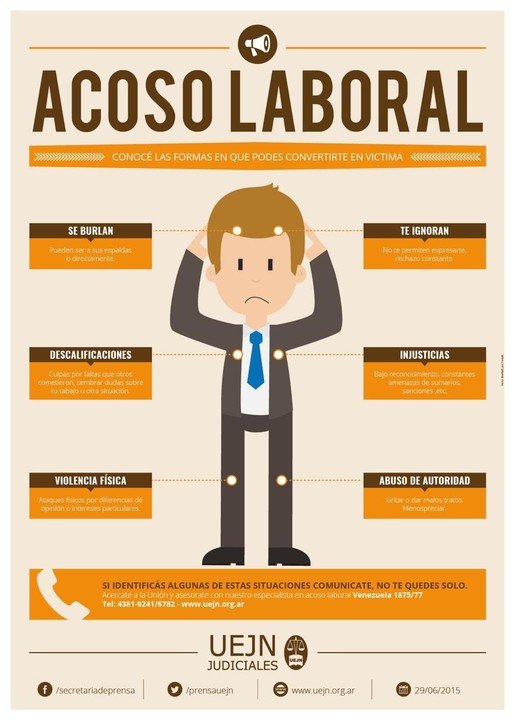 ACOSO LABORAL
CONOCÉ LAS FORMAS EN QUE PODES CONVERTIRTE EN VICTIMA
SE BURLAN
Pueden ser a sus espaldas
o directamente.
TE IGNORAN
No te permiten expresarte,
rechazo constante.
DESCALIFICACIONES
Culpas por faltas que otros
cometieron, sembrar dudas sobre
tu tabajo u otra situación.
INJUSTICIAS
Bajo reconocimiento, constantes
amenazas de sumarios,
sanciones .etc.
VIOLENCIA FÍSICA
Ataques físicos por diferencias de
opinión o intereses particulares.
ABUSO DE AUTORIDAD
Gritar o dar malos tratos.
Menospreciar.
SI IDENTIFICÁS ALGUNAS DE ESTAS SITUACIONES COMUNICATE, NO TE QUEDES SOLO.
Acercate a la Unión y asesorate con nuestro especialista en acoso laboral Venezuela 1875/77
Tel: 4381-9241/6782 - www.uejn.org.ar
UEJN
JUDICIALES
UEJN
/secretariadeprensa
/prensauejn
www.uejn.org.ar
29/06/2015